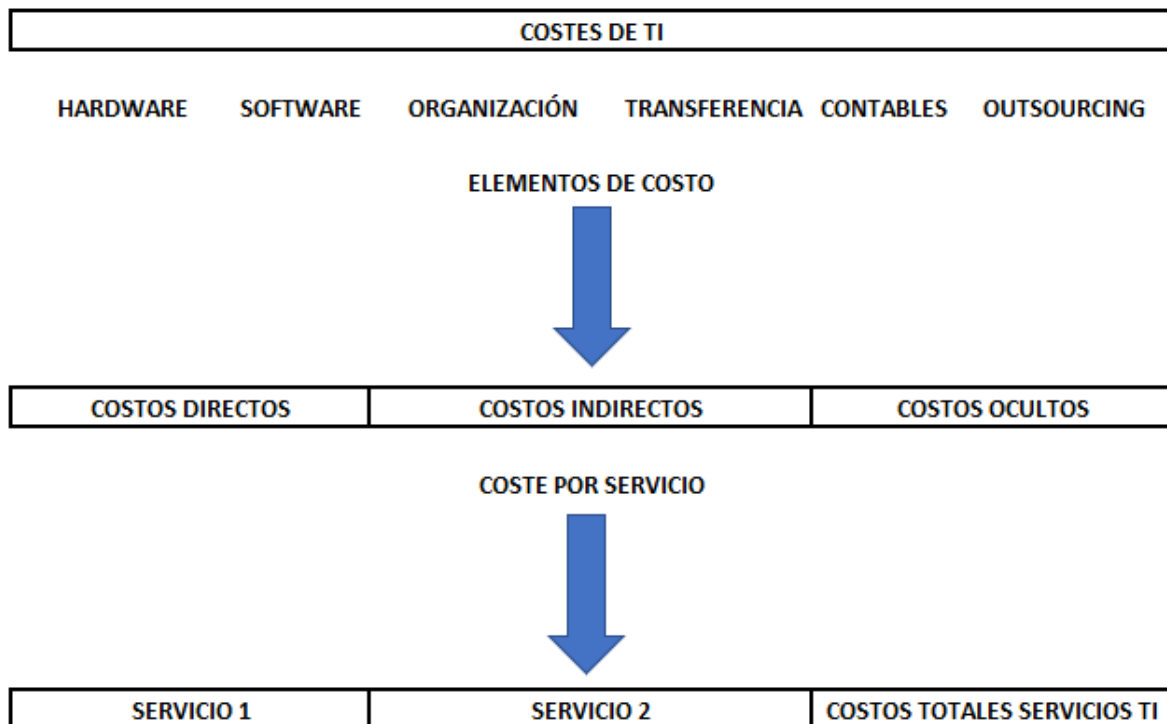 COSTES DE TI
HARDWARE SOFTWARE ORGANIZACIÓN TRANSFERENCIA CONTABLES OUTSOURCING
ELEMENTOS DE COSTO
COSTOS DIRECTOS COSTOS INDIRECTOS COSTOS OCULTOS
COSTE POR SERVICIO
SERVICIO 1 SERVICIO 2 COSTOS TOTALES SERVICIOS TI